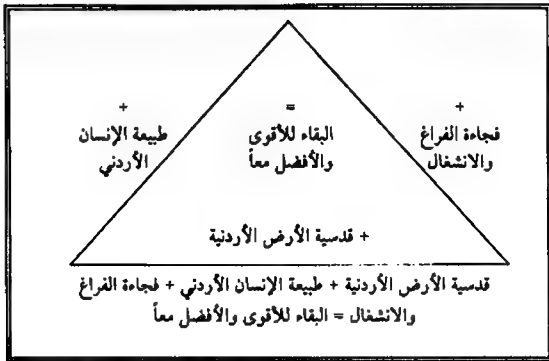 +
فجاءة الفراغ
والانشغال
=
البقاء للأقوى
والأفضل معاً
+
طبيعة الإنسان
الأردني
+ قدسية الأرض الأردنية
قدسية الأرض الأردنية + طبيعة الإنسان الأردني + فجاءة الفراغ
والانشغال = البقاء للأقوى والأفضل معاً